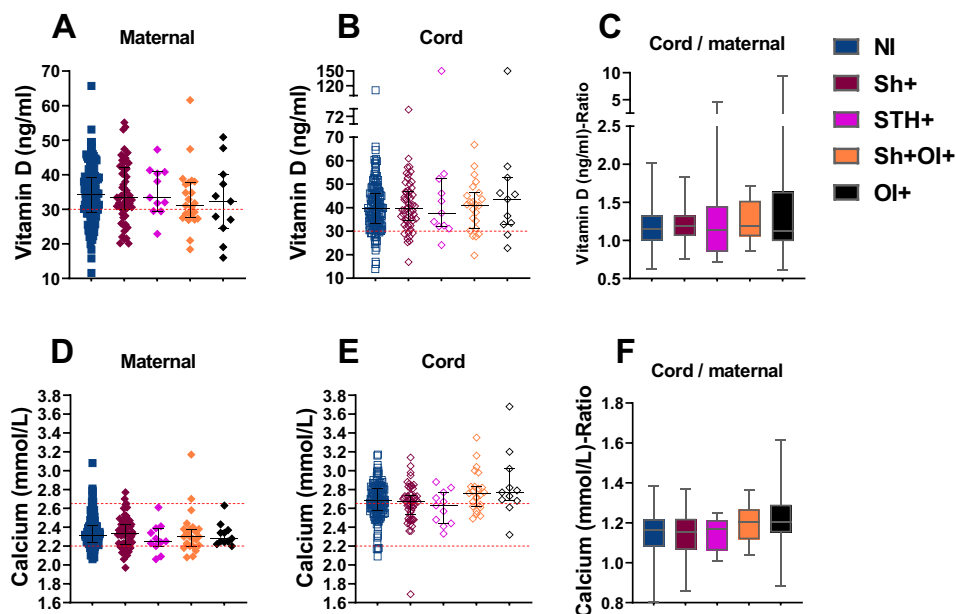 A
Maternal
Vitamin D (ng/ml)
70
60
50
40
30
20
10
B
Cord
Vitamin D (ng/ml)
150
120
72
60
50
40
30
20
10
C
Cord / maternal
Vitamin D (ng/ml)-Ratio
10
5
2.5
2.0
1.5
1.0
0.5
NI
Sh+
STH+
Sh+OI+
OI+
D
Maternal
Calcium (mmol/L)
3.8
3.6
3.4
3.2
3.0
2.8
2.6
2.4
2.2
2.0
1.8
1.6
E
Cord
Calcium (mmol/L)
3.8
3.6
3.4
3.2
3.0
2.8
2.6
2.4
2.2
2.0
1.8
1.6
F
Cord / maternal
Calcium (mmol/L)-Ratio
1.8
1.6
1.4
1.2
1.0
0.8